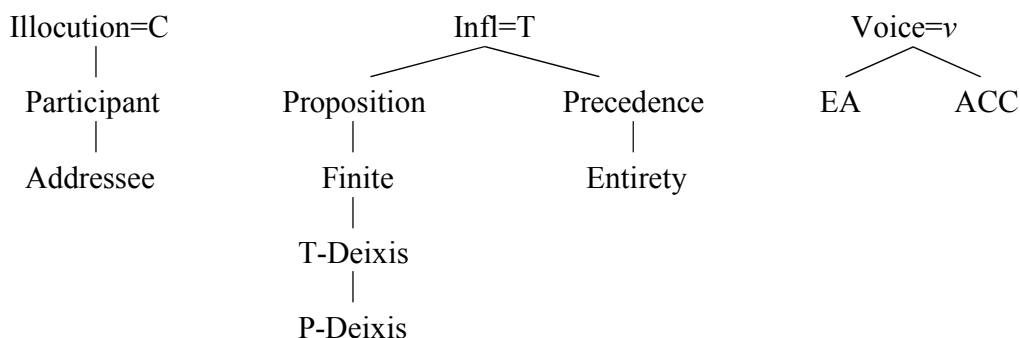 Illocution=C Infl=T Voice=v
Participant Proposition Precedence EA ACC
Addressee Finite Entirety
T-Deixis
P-Deixis